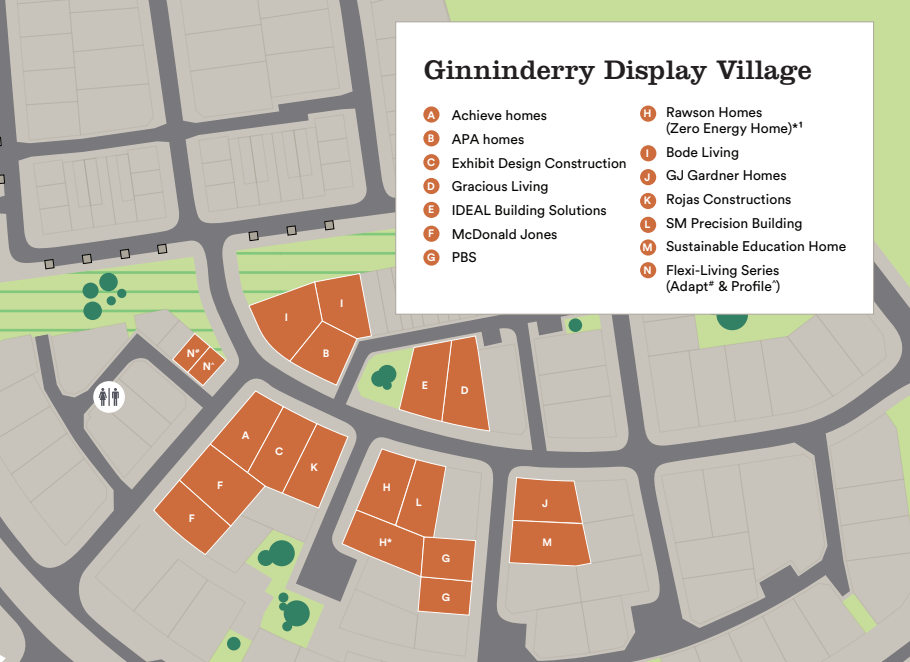 Ginninderry Display Village
A Achieve homes
B APA homes
C Exhibit Design Construction
D Gracious Living
E IDEAL Building Solutions
F McDonald Jones
G PBS
H Rawson Homes
(Zero Energy Home)*¹
I Bode Living
J GJ Gardner Homes
K Rojas Constructions
L SM Precision Building
M Sustainable Education Home
N Flexi-Living Series
(Adapt# & Profile^)
I
I
B
N#
N^
E
D
A
C
K
F
F
H
L
H*
G
G
J
M